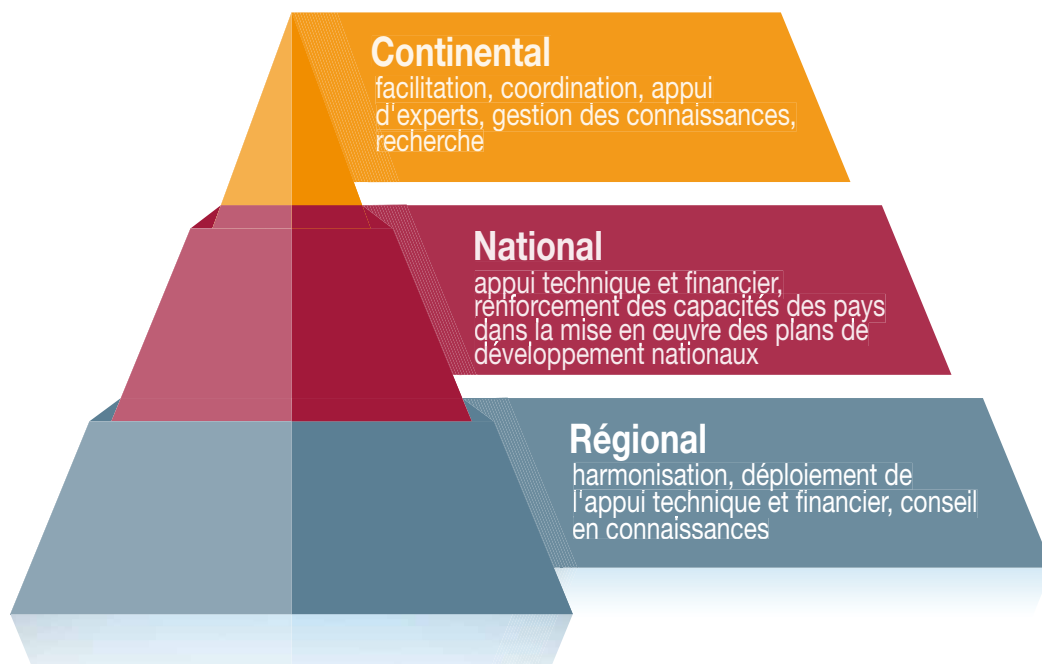 Continental
facilitation, coordination, appui
d'experts, gestion des connaissances,
recherche
National
appui technique et financier,
renforcement des capacités des pays
dans la mise en œuvre des plans de
développement nationaux
Régional
harmonisation, déploiement de
l'appui technique et financier, conseil
en connaissances